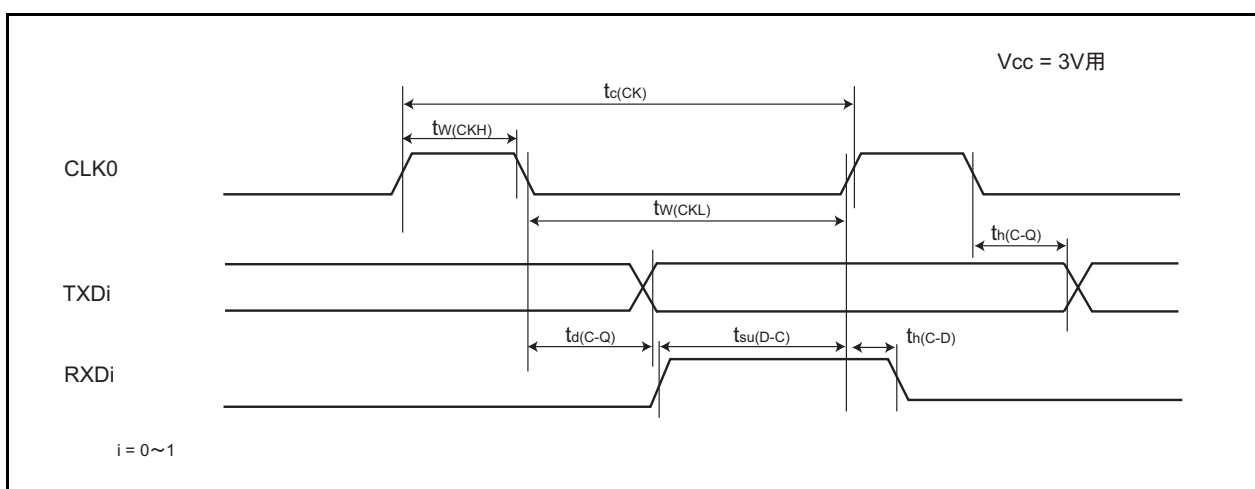 Vcc = 3V用
tc(CK)
tW(CKH)
CLK0
tW(CKL)
th(C-Q)
TXDi
td(C-Q)
tsu(D-C)
th(C-D)
RXDi
i = 0～1